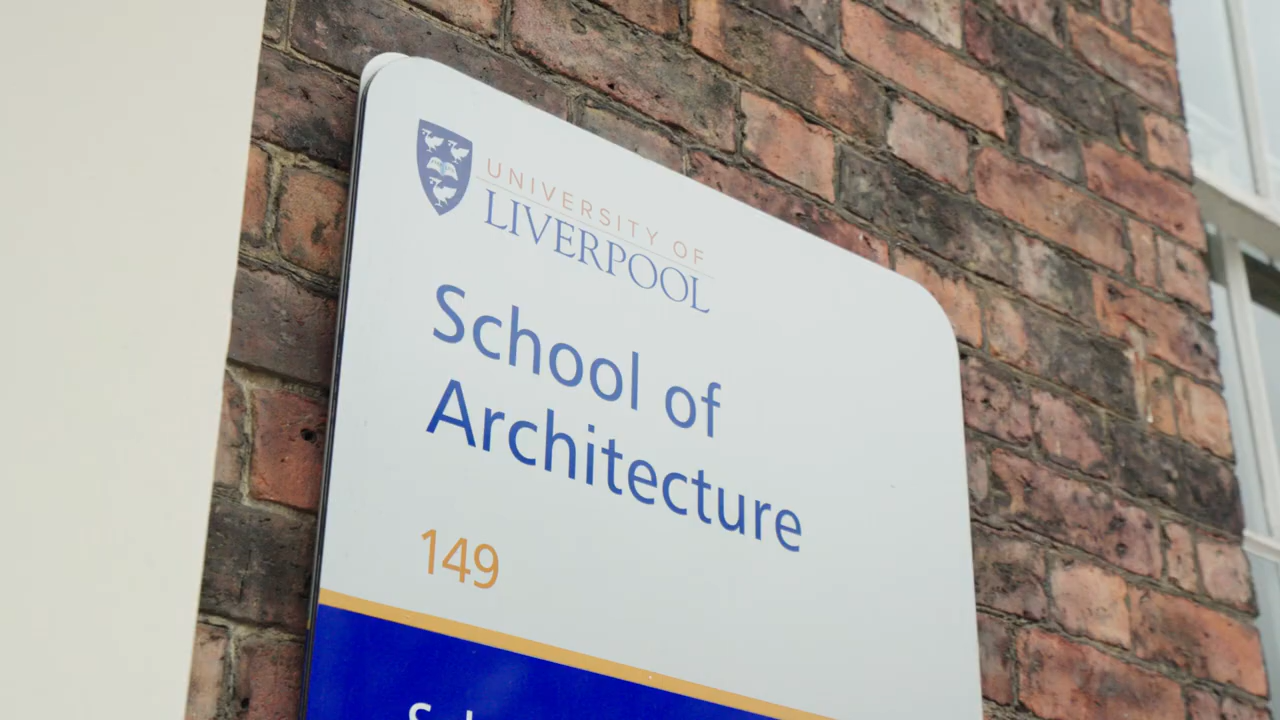 UNIVERSITY OF
LIVERPOOL
School of
Architecture
149